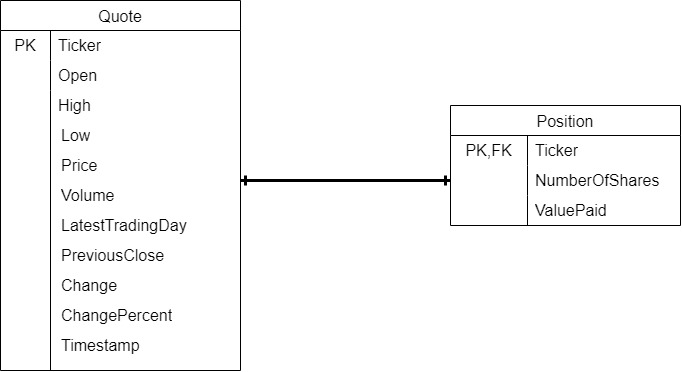 Quote
PK Ticker
Open
High
Low
Price
Volume
LatestTradingDay
PreviousClose
Change
ChangePercent
Timestamp
Position
PK,FK Ticker
NumberOfShares
ValuePaid